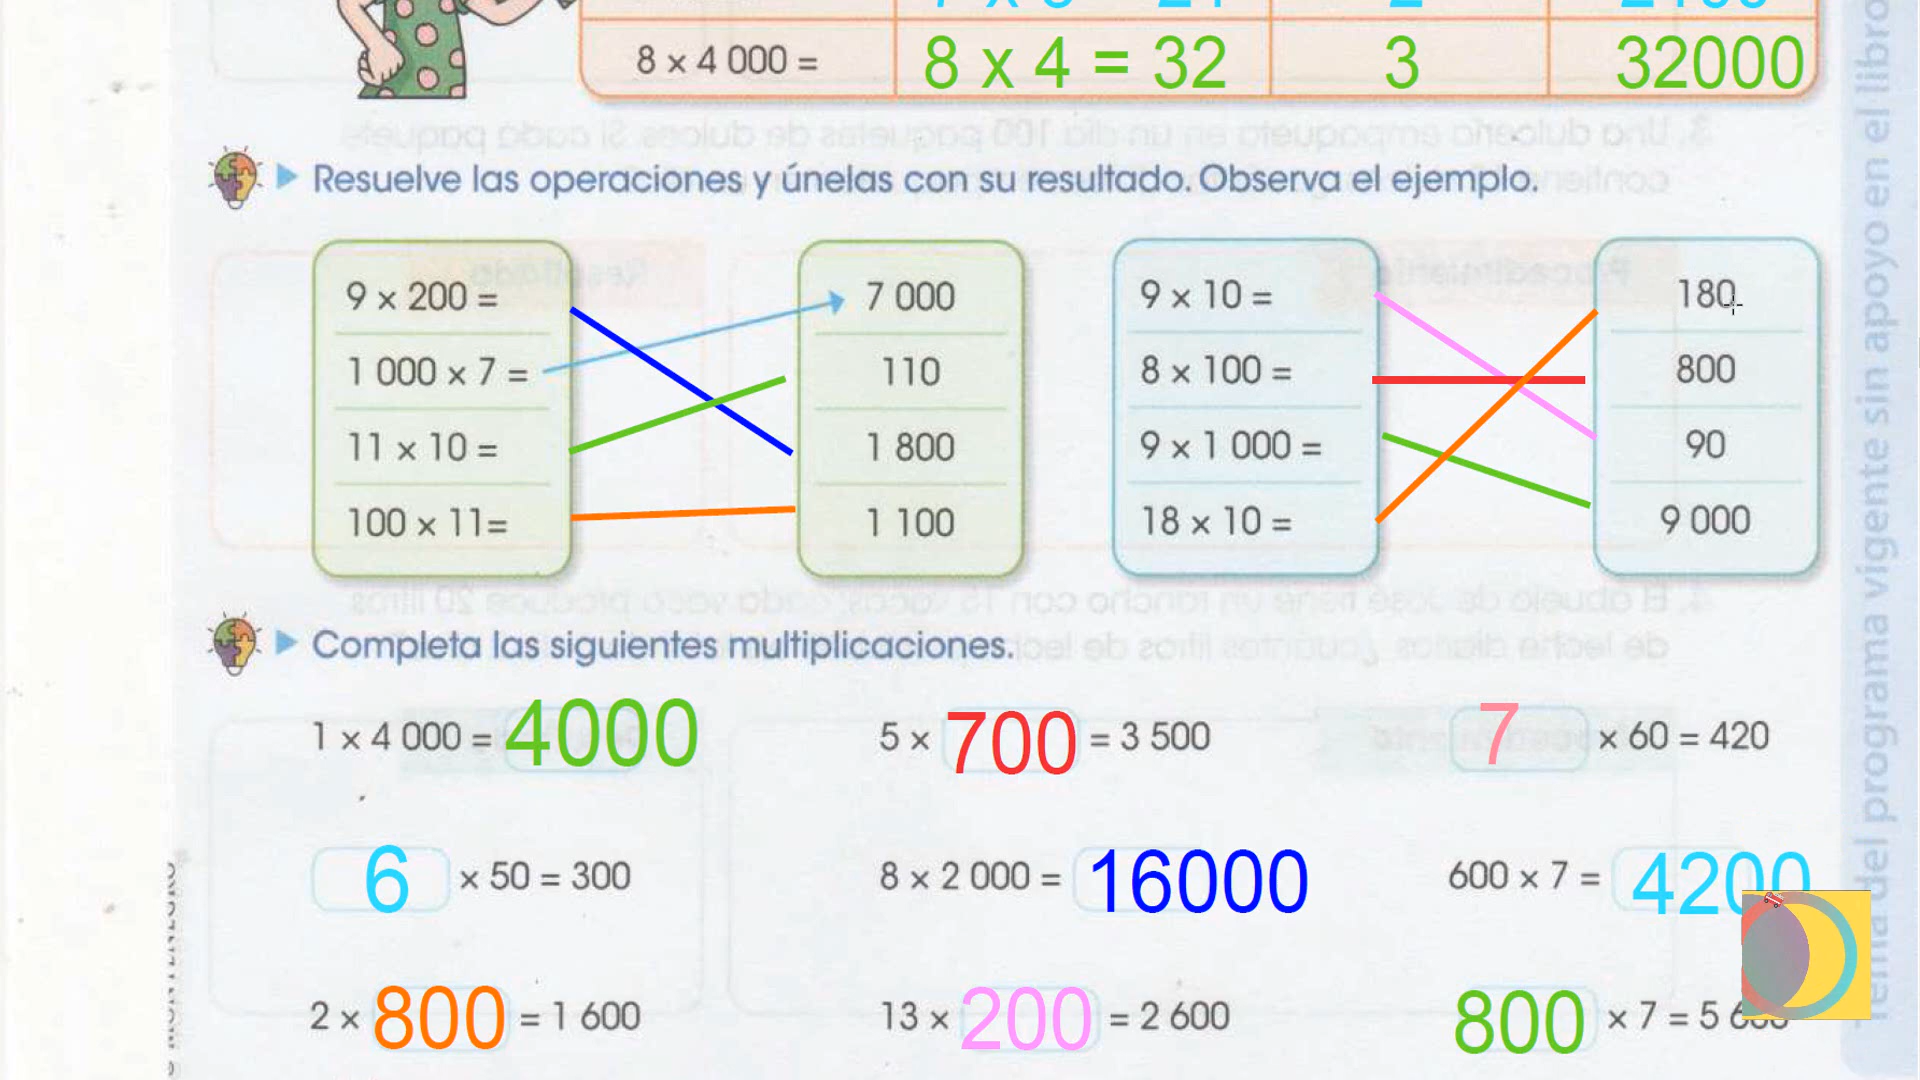 8 × 4 000 = 8 x 4 = 32 3 32000
Resuelve las operaciones y únelas con su resultado. Observa el ejemplo.
9 × 200 = 7 000 9 × 10 = 180
1 000 × 7 = 110 8 × 100 = 800
11 × 10 = 1 800 9 × 1 000 = 90
100 × 11= 1 100 18 × 10 = 9 000
Completa las siguientes multiplicaciones.
1 × 4 000 = 4000 5 × 700 = 3 500 7 × 60 = 420
6 × 50 = 300 8 × 2 000 = 16000 600 × 7 = 4200
2 × 800 = 1 600 13 × 200 = 2 600 800 × 7 = 5 600
Tema del programa vigente sin apoyo en el libro